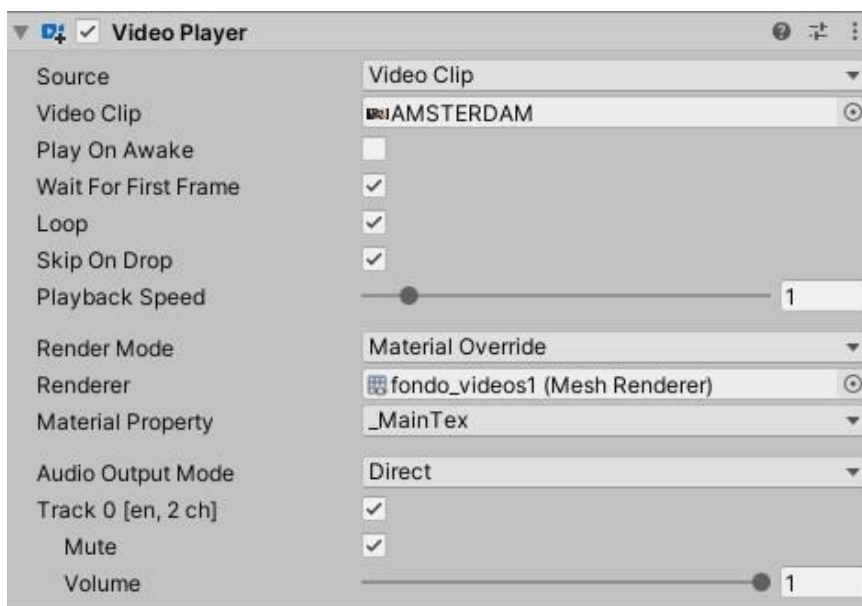 Video Player
Source Video Clip
Video Clip AMSTERDAM
Play On Awake
Wait For First Frame
Loop
Skip On Drop
Playback Speed 1
Render Mode Material Override
Renderer fondo_videos1 (Mesh Renderer)
Material Property _MainTex
Audio Output Mode Direct
Track 0 [en, 2 ch]
Mute
Volume 1